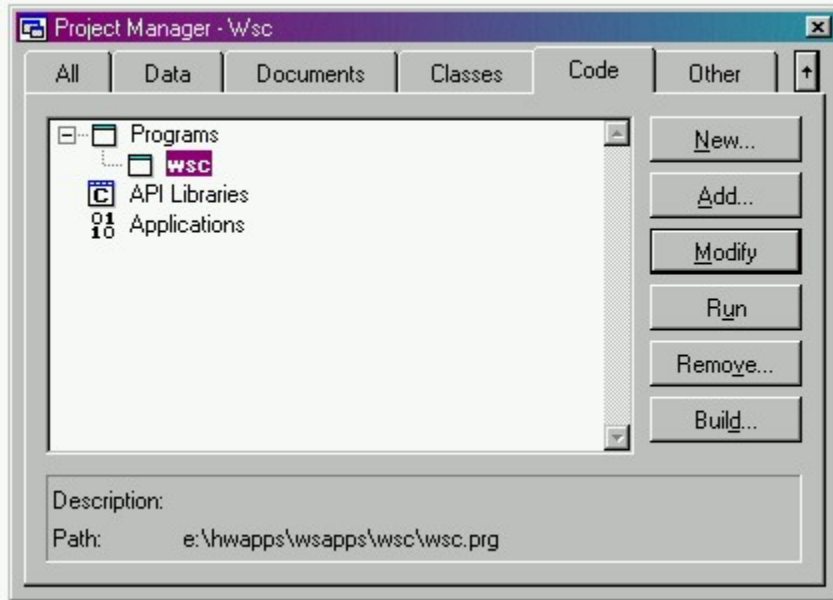 Project Manager - Wsc
All Data Documents Classes Code Other
Programs
wsc
API Libraries
Applications
New...
Add...
Modify
Run
Remove...
Build...
Description:
Path: e:\hwapps\wsapps\wsc\wsc.prg